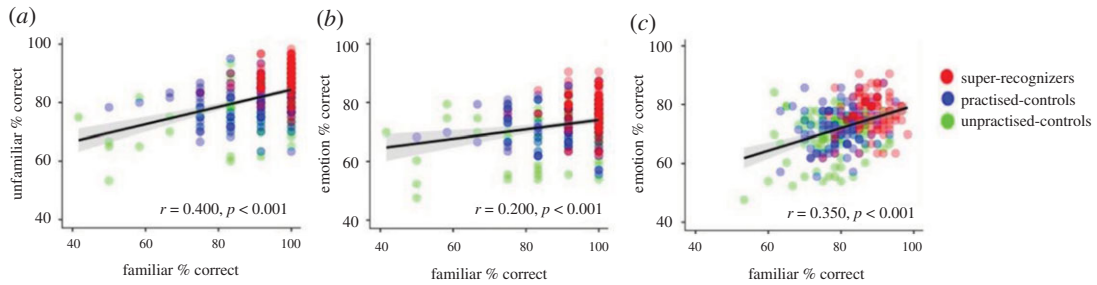 (a)
100
80
60
40
unfamiliar % correct
r = 0.400, p < 0.001
40 60 80 100
familiar % correct
(b)
100
80
60
40
emotion % correct
r = 0.200, p < 0.001
40 60 80 100
familiar % correct
(c)
100
80
60
40
emotion % correct
r = 0.350, p < 0.001
40 60 80 100
familiar % correct
super-recognizers
practised-controls
unpractised-controls